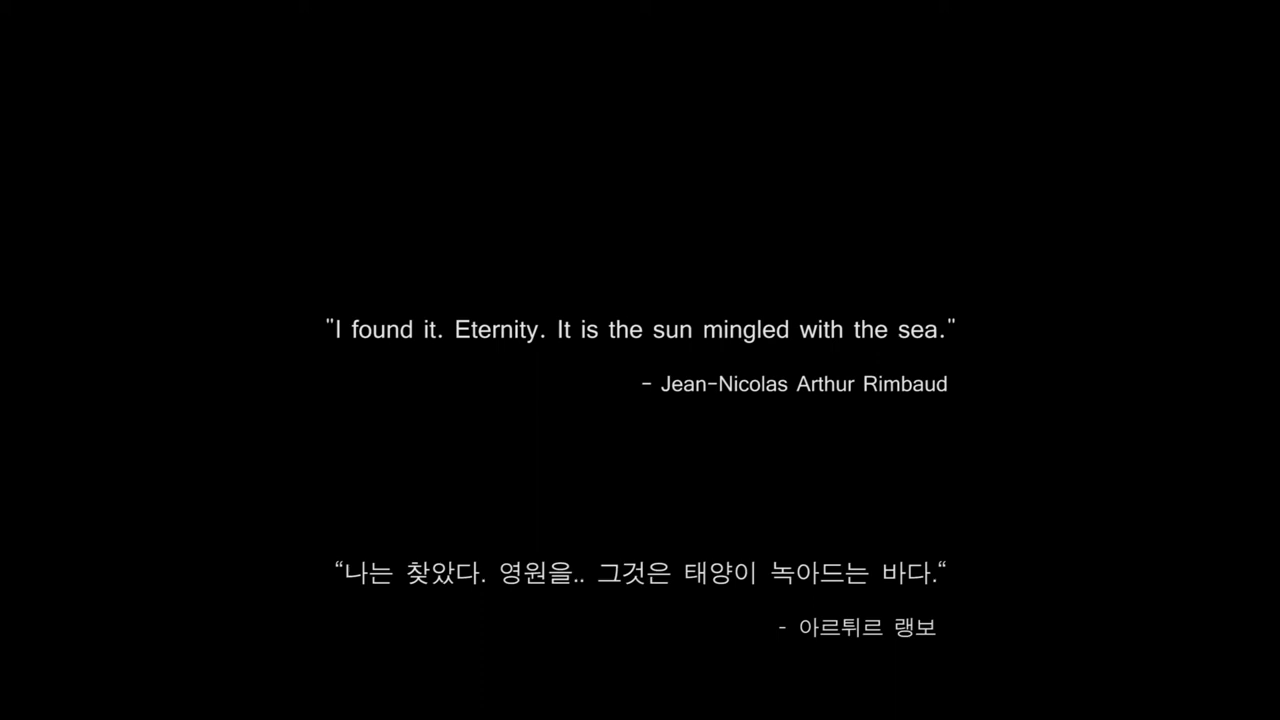 "I found it. Eternity. It is the sun mingled with the sea."
- Jean-Nicolas Arthur Rimbaud
“나는 찾았다. 영원을.. 그것은 태양이 녹아드는 바다.“
- 아르튀르 랭보